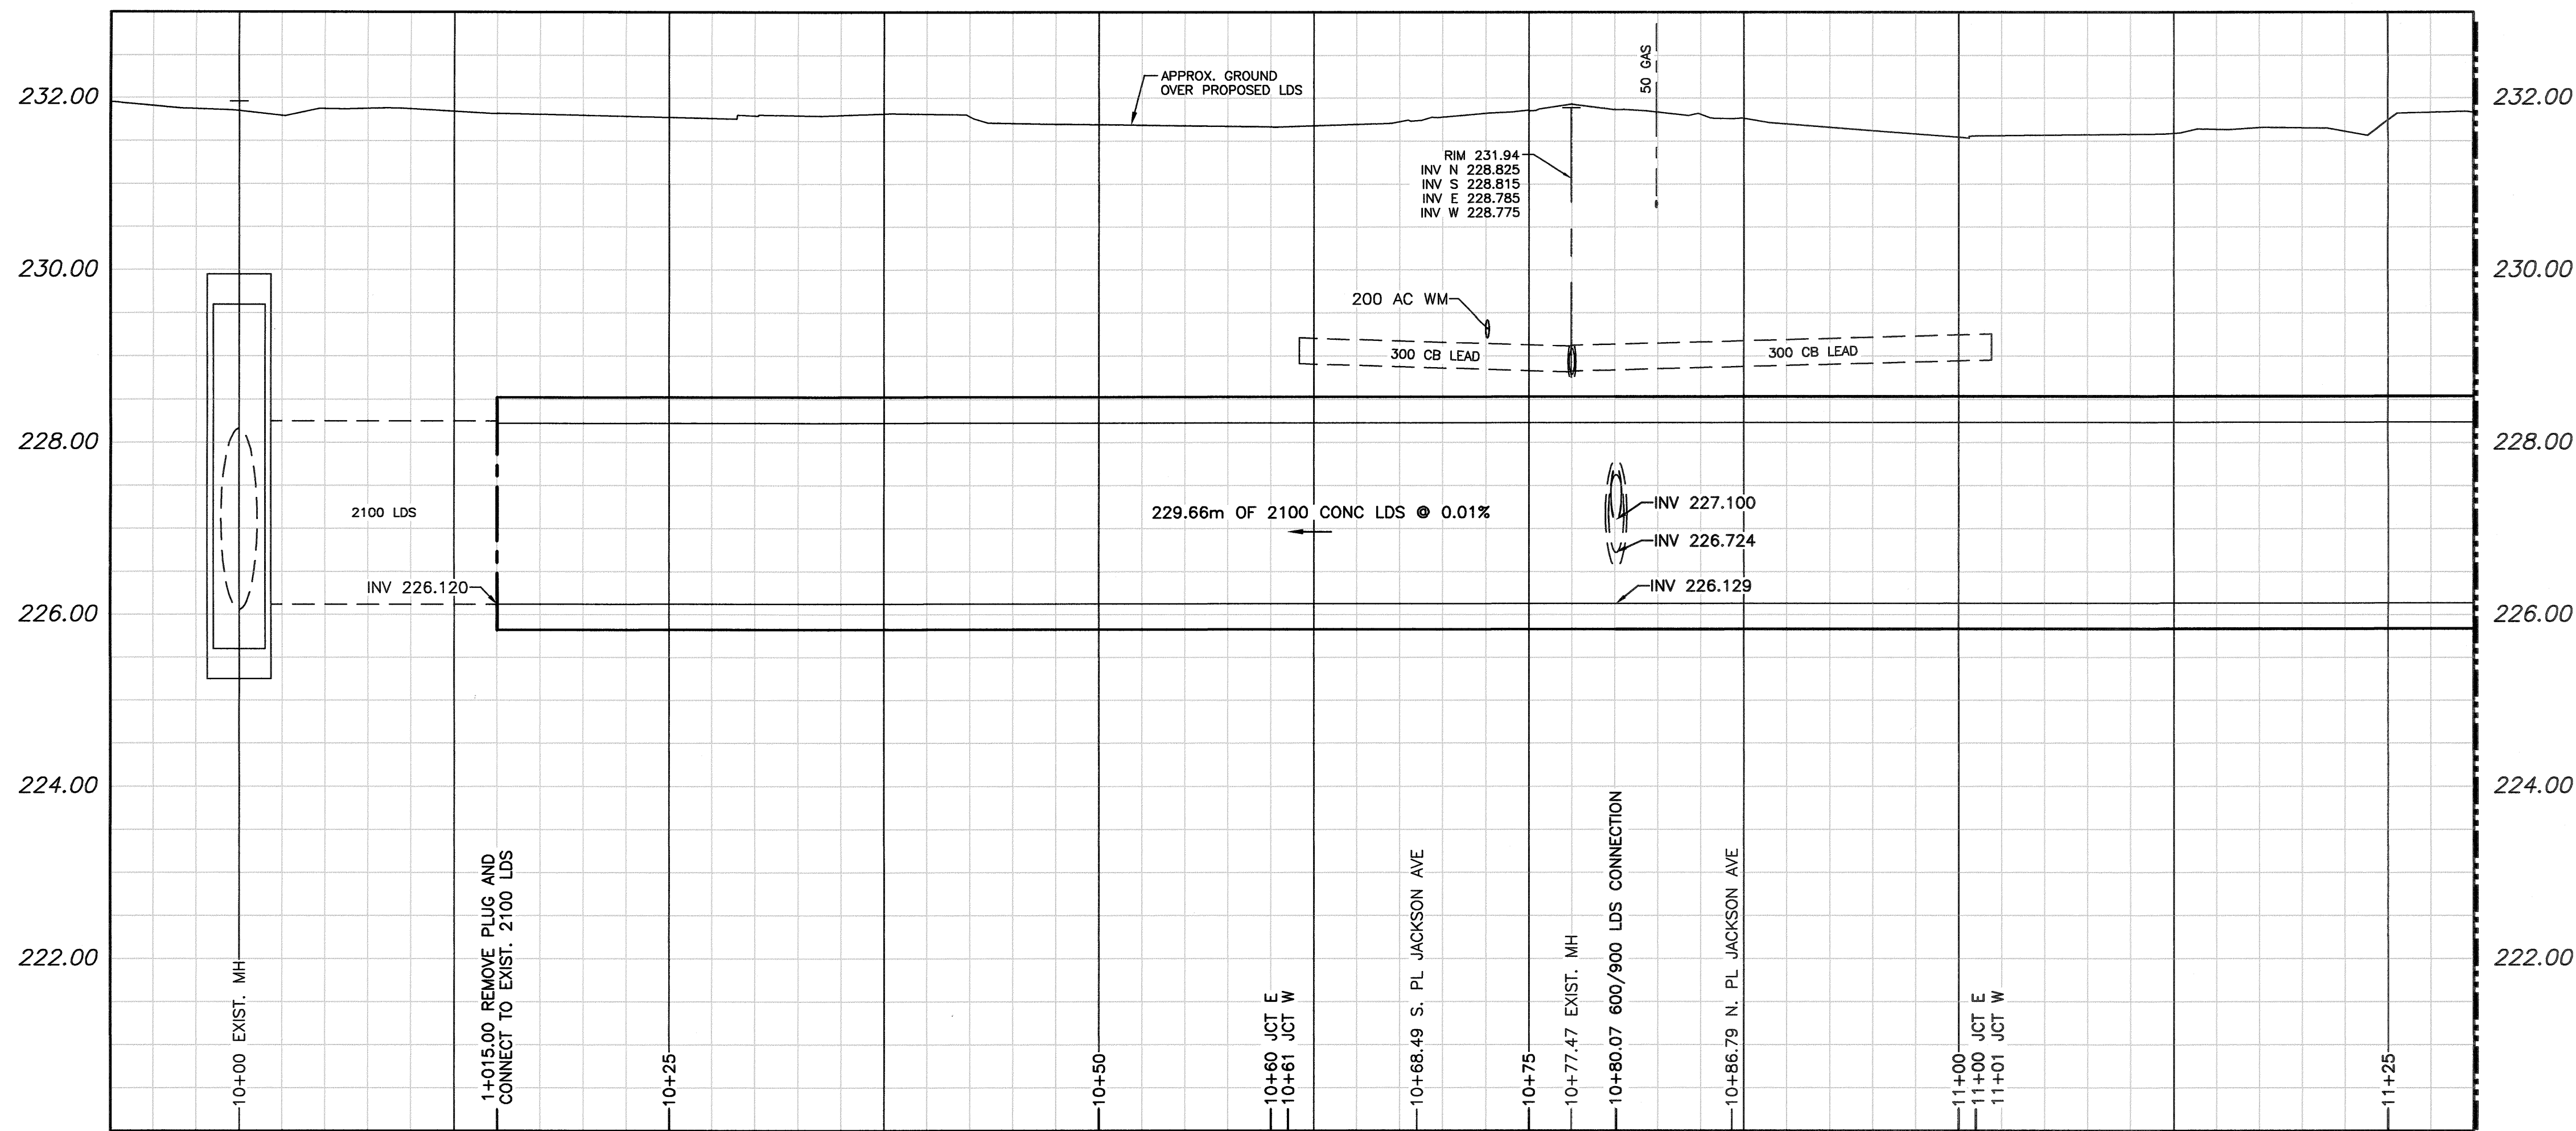 50 GAS
APPROX. GROUND
OVER PROPOSED LDS
232.00
232.00
RIM 231.94
INV N 228.825
INV S 228.815
INV E 228.785
INV W 228.775
230.00
230.00
200 AC WM
300 CB LEAD
300 CB LEAD
228.00
228.00
2100 LDS
229.66m OF 2100 CONC LDS @ 0.01%
INV 227.100
INV 226.724
INV 226.120
INV 226.129
226.00
226.00
224.00
224.00
222.00
222.00
10+00 EXIST. MH
1+015.00 REMOVE PLUG AND
CONNECT TO EXIST. 2100 LDS
10+25
10+50
10+60 JCT E
10+61 JCT W
10+68.49 S. PL JACKSON AVE
10+75
10+77.47 EXIST. MH
10+80.07 600/900 LDS CONNECTION
10+86.79 N. PL JACKSON AVE
11+00
11+00 JCT E
11+01 JCT W
11+25